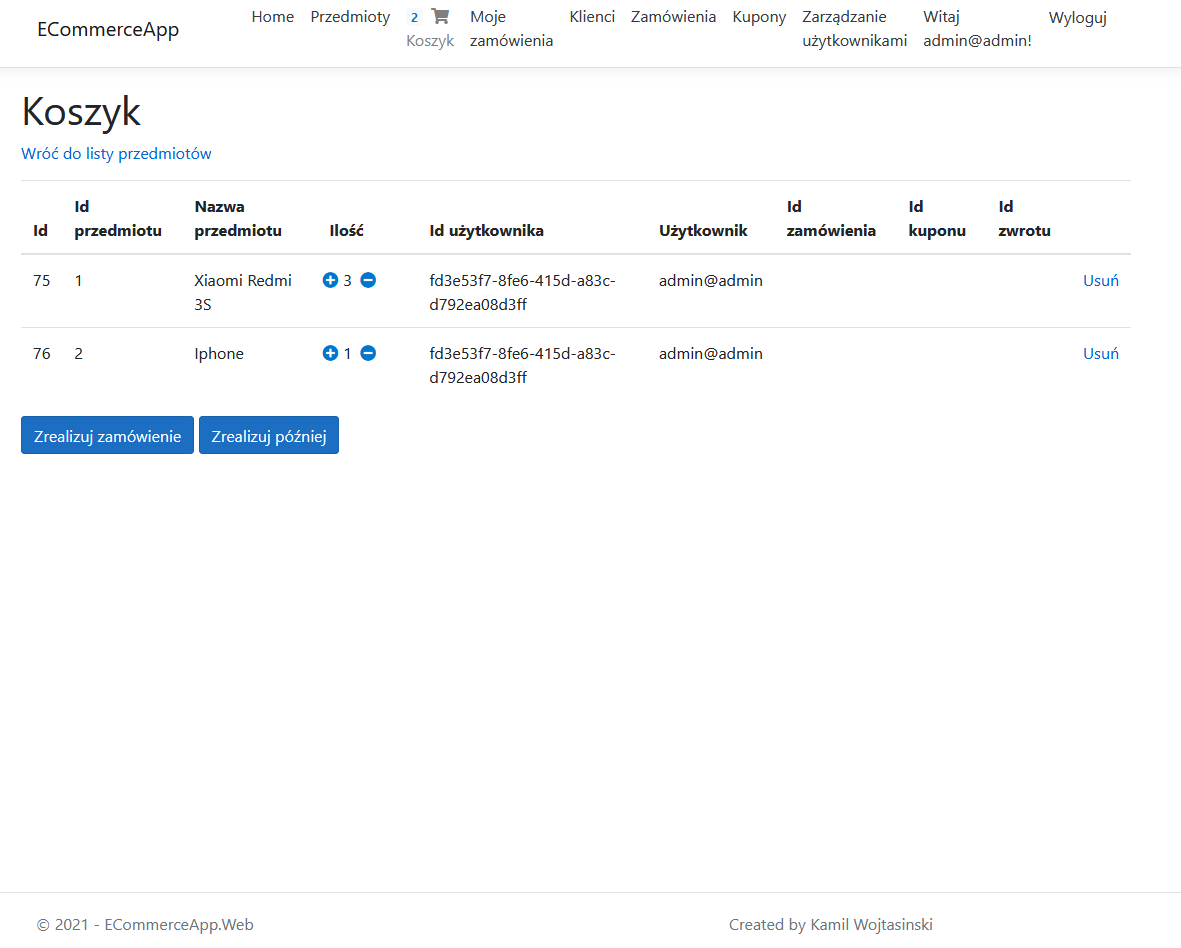 ECommerceApp
Home
Przedmioty
2
Koszyk
Moje
zamówienia
Klienci
Zamówienia
Kupony
Zarządzanie
użytkownikami
Witaj
admin@admin!
Wyloguj
Koszyk
Wróć do listy przedmiotów
Id
Id
przedmiotu
Nazwa
przedmiotu
Ilość
Id użytkownika
Użytkownik
Id
zamówienia
Id
kuponu
Id
zwrotu
75
1
Xiaomi Redmi
3S
3
fd3e53f7-8fe6-415d-a83c-
d792ea08d3ff
admin@admin
Usuń
76
2
Iphone
1
fd3e53f7-8fe6-415d-a83c-
d792ea08d3ff
admin@admin
Usuń
Zrealizuj zamówienie
Zrealizuj później
© 2021 - ECommerceApp.Web
Created by Kamil Wojtasinski